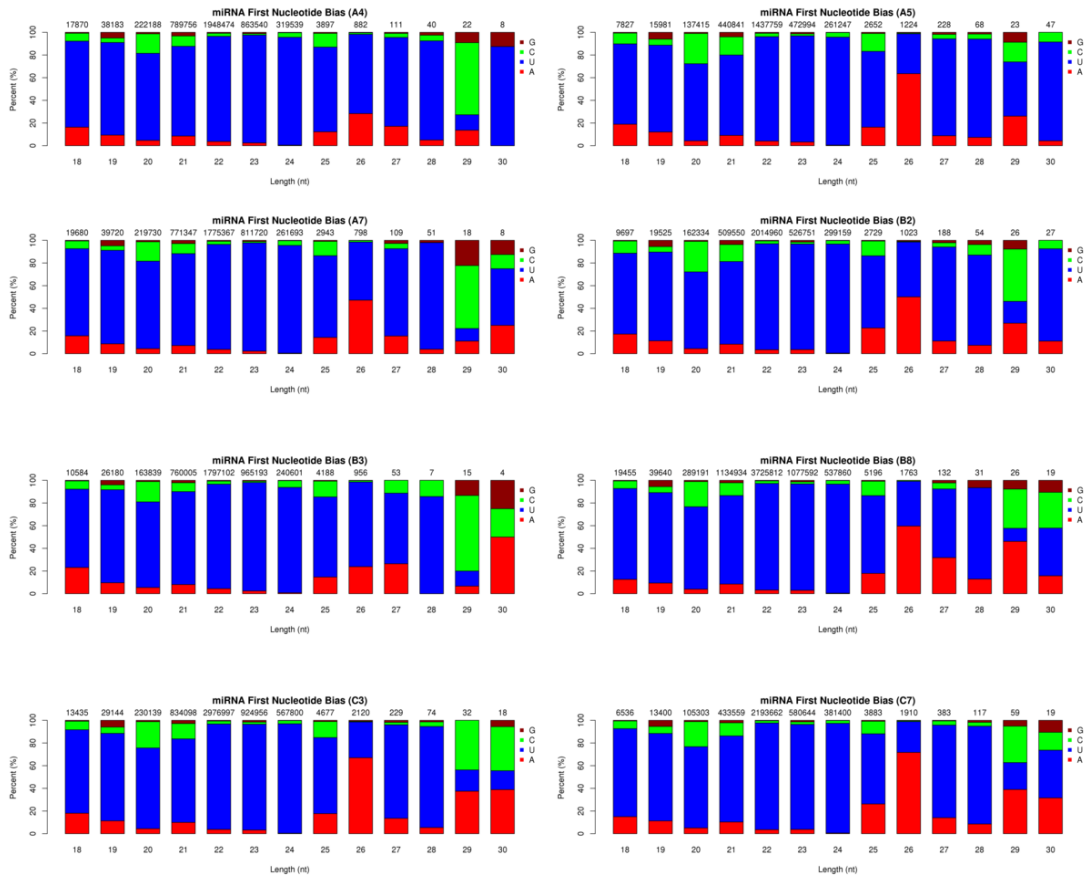 miRNA First Nucleotide Bias (A4)
17870 38183 222188 789756 1948474 863540 319539 3897 882 111 40 22 8
Percent (%)
0 20 40 60 80 100
G
C
U
A
18 19 20 21 22 23 24 25 26 27 28 29 30
Length (nt)
miRNA First Nucleotide Bias (A5)
7827 15981 137415 440841 1437759 472994 261247 2652 1224 228 68 23 47
Percent (%)
0 20 40 60 80 100
G
C
U
A
18 19 20 21 22 23 24 25 26 27 28 29 30
Length (nt)
miRNA First Nucleotide Bias (A7)
19680 39720 219730 771347 1775367 811720 261693 2943 798 109 51 18 8
Percent (%)
0 20 40 60 80 100
G
C
U
A
18 19 20 21 22 23 24 25 26 27 28 29 30
Length (nt)
miRNA First Nucleotide Bias (B2)
9697 19525 162334 509550 2014960 526751 299159 2729 1023 188 54 26 27
Percent (%)
0 20 40 60 80 100
G
C
U
A
18 19 20 21 22 23 24 25 26 27 28 29 30
Length (nt)
miRNA First Nucleotide Bias (B3)
10584 26180 163839 760005 1797102 965193 240601 4188 956 53 7 15 4
Percent (%)
0 20 40 60 80 100
G
C
U
A
18 19 20 21 22 23 24 25 26 27 28 29 30
Length (nt)
miRNA First Nucleotide Bias (B8)
19455 39640 289191 1134934 3725812 1077592 537860 5196 1763 132 31 26 19
Percent (%)
0 20 40 60 80 100
G
C
U
A
18 19 20 21 22 23 24 25 26 27 28 29 30
Length (nt)
miRNA First Nucleotide Bias (C3)
13435 29144 230139 834098 2976997 924956 567800 4677 2120 229 74 32 18
Percent (%)
0 20 40 60 80 100
G
C
U
A
18 19 20 21 22 23 24 25 26 27 28 29 30
Length (nt)
miRNA First Nucleotide Bias (C7)
6536 13400 105303 433559 2193662 580644 381400 3883 1910 383 117 59 19
Percent (%)
0 20 40 60 80 100
G
C
U
A
18 19 20 21 22 23 24 25 26 27 28 29 30
Length (nt)